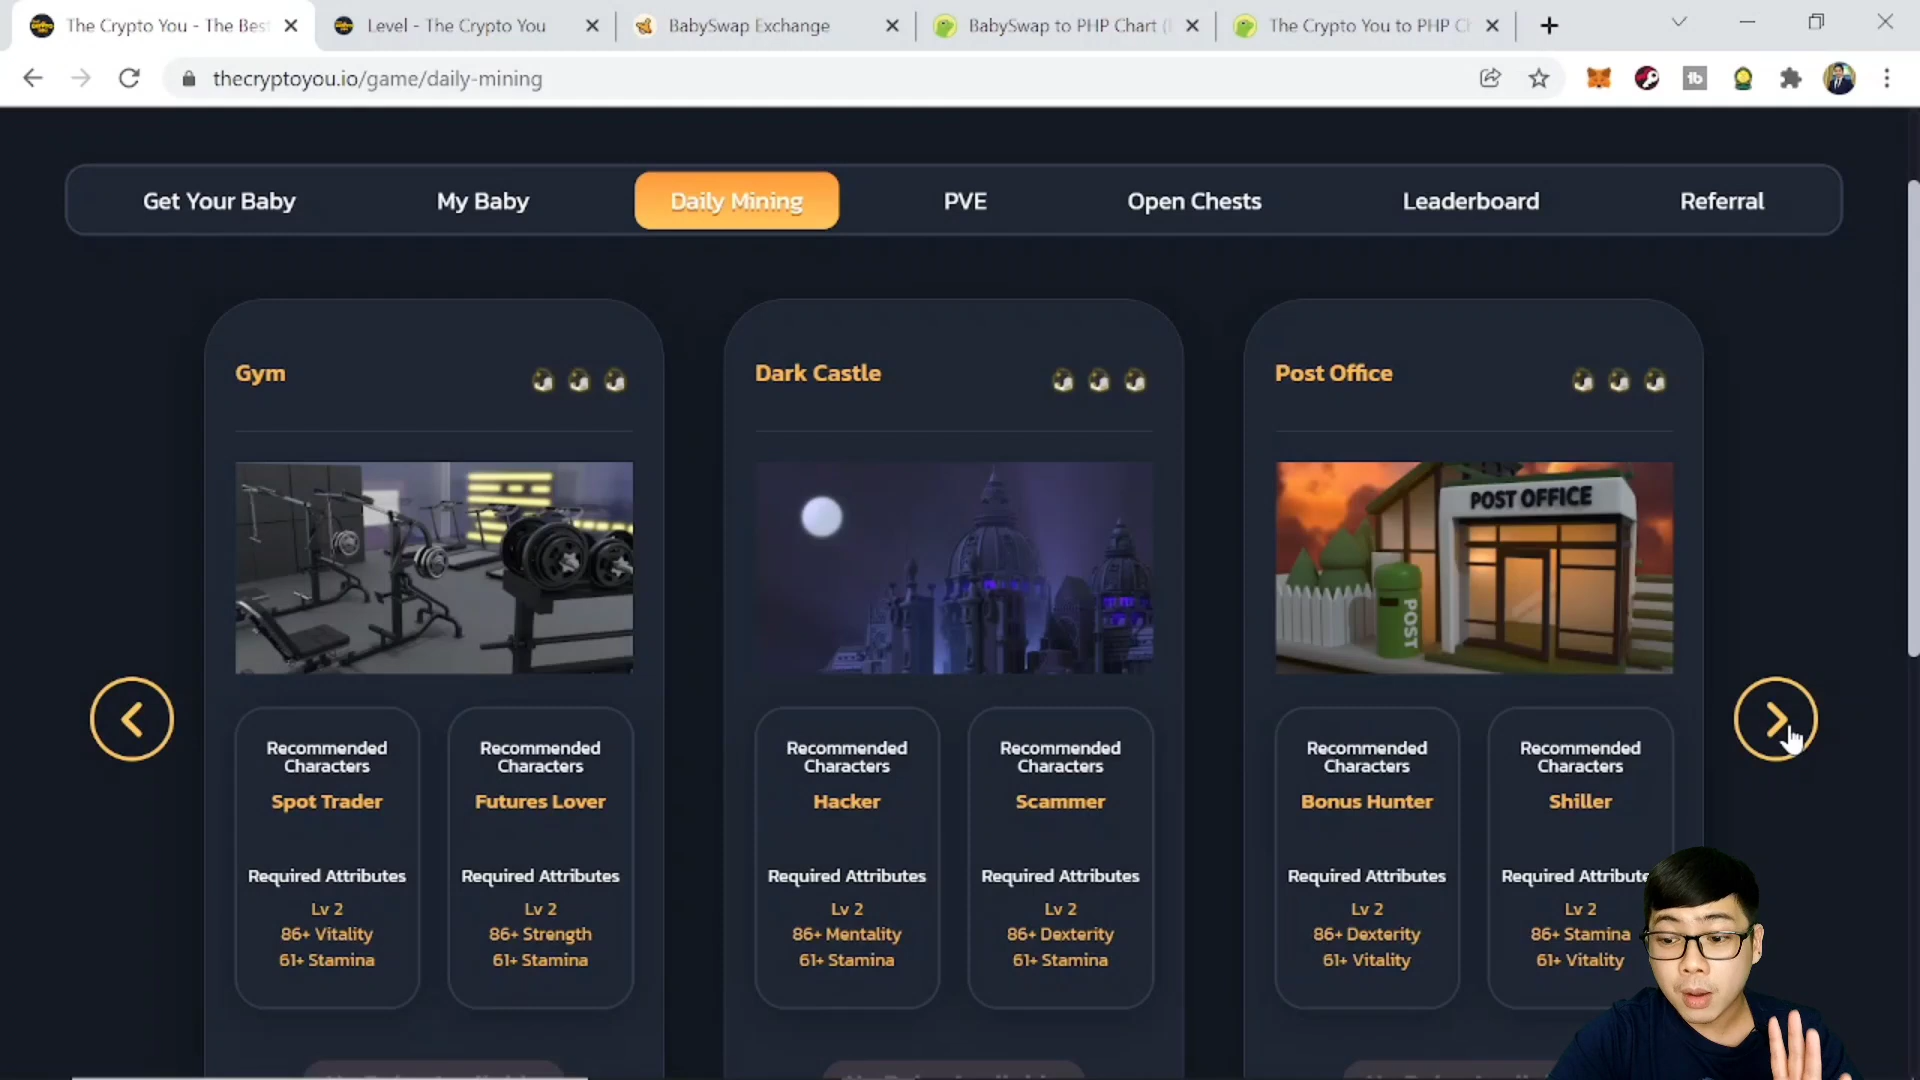 The Crypto You - The Best
Level - The Crypto You
BabySwap Exchange
BabySwap to PHP Chart (
The Crypto You to PHP C
thecryptoyou.io/game/daily-mining
Get Your Baby
My Baby
Daily Mining
PVE
Open Chests
Leaderboard
Referral
Gym
Dark Castle
Post Office
POST OFFICE
POST
Recommended
Characters
Spot Trader
Required Attributes
Lv 2
86+ Vitality
61+ Stamina
Recommended
Characters
Futures Lover
Required Attributes
Lv 2
86+ Strength
61+ Stamina
Recommended
Characters
Hacker
Required Attributes
Lv 2
86+ Mentality
61+ Stamina
Recommended
Characters
Scammer
Required Attributes
Lv 2
86+ Dexterity
61+ Stamina
Recommended
Characters
Bonus Hunter
Required Attributes
Lv 2
86+ Dexterity
61+ Vitality
Recommended
Characters
Shiller
Required Attribute
Lv 2
86+ Stamina
61+ Vitality